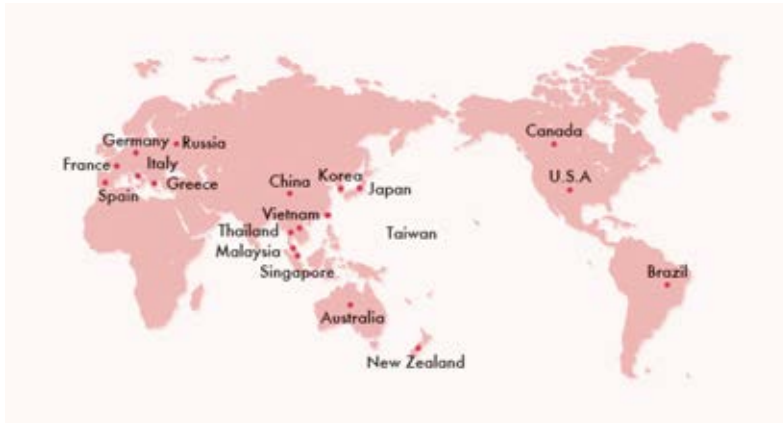 Canada
Germany
Russia
France
Italy
Korea
U.S.A
China
Japan
Greece
Spain
Vietnam
Thailand
Taiwan
Malaysia
Singapore
Brazil
Australia
New Zealand